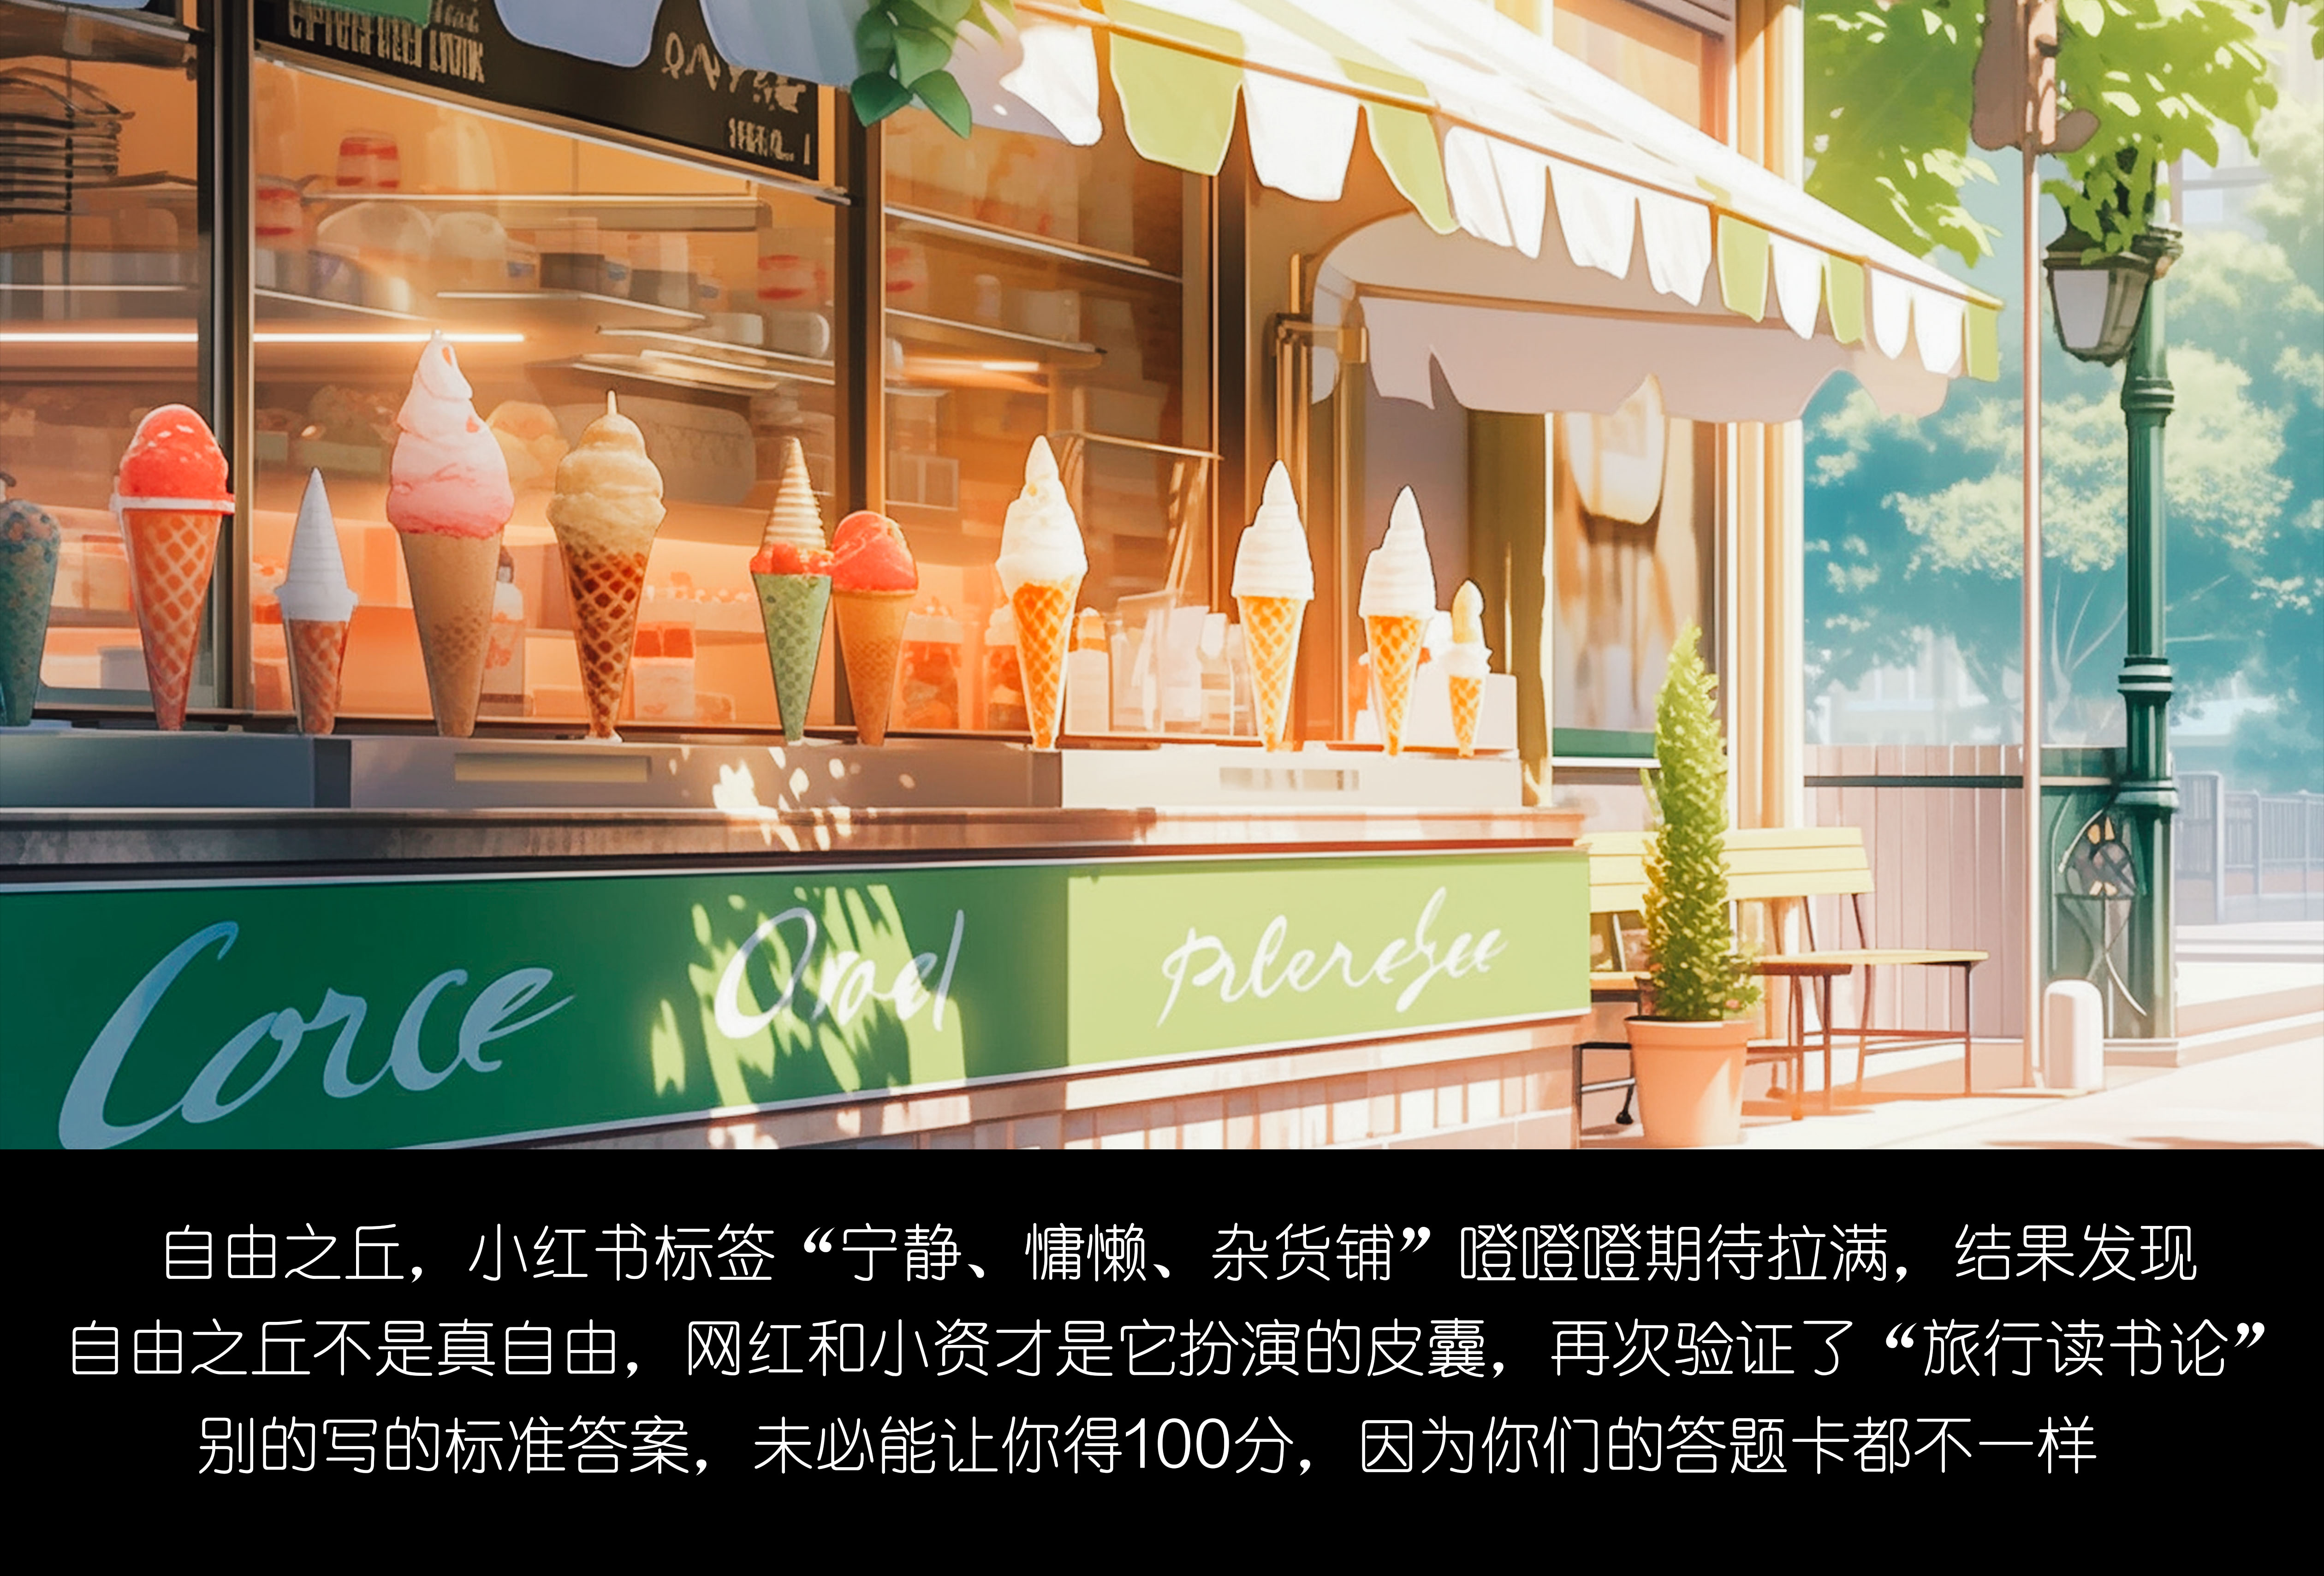 Corce Oroel Prleregee
自由之丘，小红书标签“宁静、慵懒、杂货铺”噔噔噔期待拉满，结果发现
自由之丘不是真自由，网红和小资才是它扮演的皮囊，再次验证了“旅行读书论”
别的写的标准答案，未必能让你得100分，因为你们的答题卡都不一样